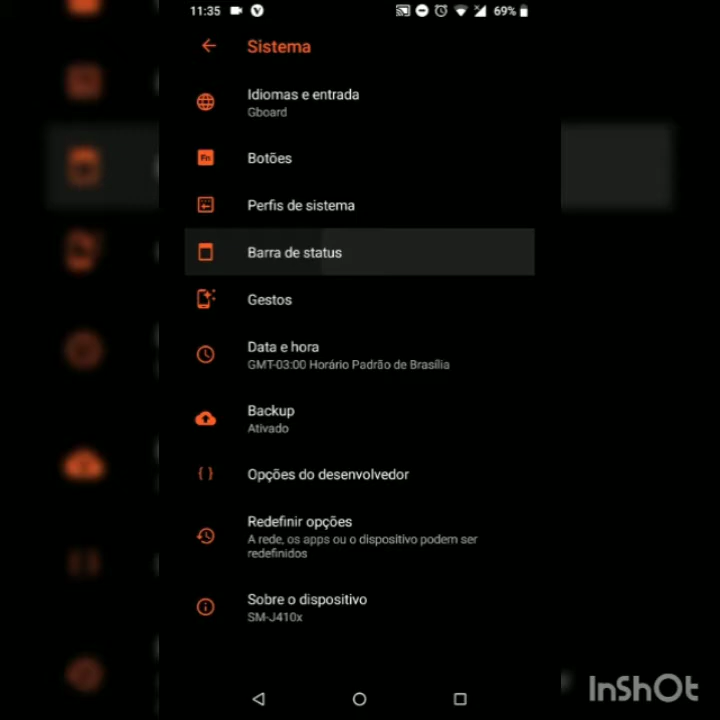 11:35
69%
Sistema
Idiomas e entrada
Gboard
Fn
Botões
Perfis de sistema
Barra de status
Gestos
Data e hora
GMT-03:00 Horário Padrão de Brasília
Backup
Ativado
{ }
Opções do desenvolvedor
Redefinir opções
A rede, os apps ou o dispositivo podem ser
redefinidos
Sobre o dispositivo
SM-J410x
InShOt